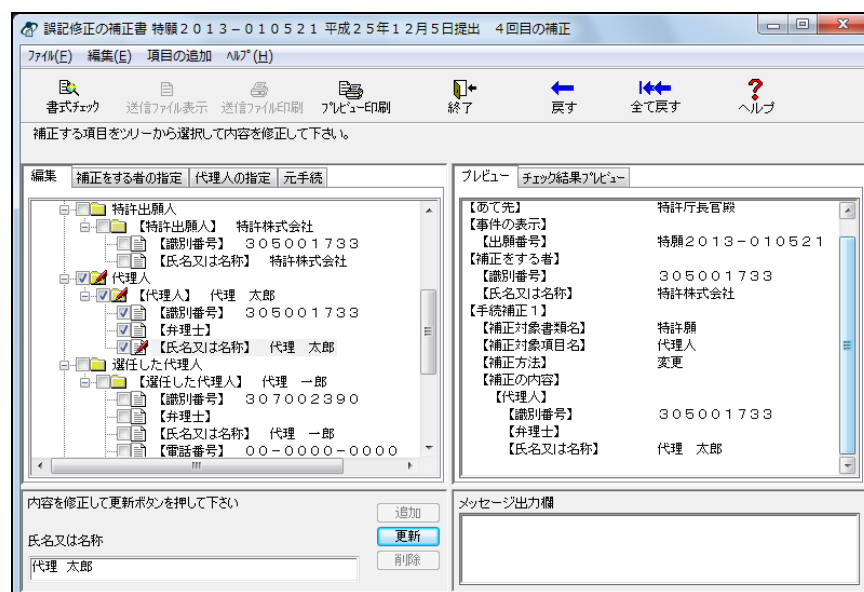 誤記修正の補正書 特願２０１３－０１０５２１ 平成２５年１２月５日提出　４回目の補正
ﾌｧｲﾙ(F)　編集(E)　項目の追加　ﾍﾙﾌﾟ(H)
書式ﾁｪｯｸ　送信ﾌｧｲﾙ表示　送信ﾌｧｲﾙ印刷　ﾌﾟﾚﾋﾞｭｰ印刷　終了　戻す　全て戻す　ヘルプ
補正する項目をツリーから選択して内容を修正して下さい。
編集　補正をする者の指定　代理人の指定　元手続
特許出願人
【特許出願人】　特許株式会社
【識別番号】　３０５００１７３３
【氏名又は名称】　特許株式会社
代理人
【代理人】　代理　太郎
【識別番号】　３０５００１７３３
【弁理士】
【氏名又は名称】　代理　太郎
選任した代理人
【選任した代理人】　代理　一郎
【識別番号】　３０７００２３９０
【弁理士】
【氏名又は名称】　代理　一郎
【電話番号】　００－００００－００００
内容を修正して更新ボタンを押して下さい
追加
氏名又は名称
更新
代理　太郎
削除
プレビュー　ﾁｪｯｸ結果ﾌﾟﾚﾋﾞｭｰ
【あて先】　特許庁長官殿
【事件の表示】
【出願番号】　特願２０１３－０１０５２１
【補正をする者】
【識別番号】　３０５００１７３３
【氏名又は名称】　特許株式会社
【手続補正１】
【補正対象書類名】　特許願
【補正対象項目名】　代理人
【補正方法】　変更
【補正の内容】
【代理人】
【識別番号】　３０５００１７３３
【弁理士】
【氏名又は名称】　代理　太郎
メッセージ出力欄